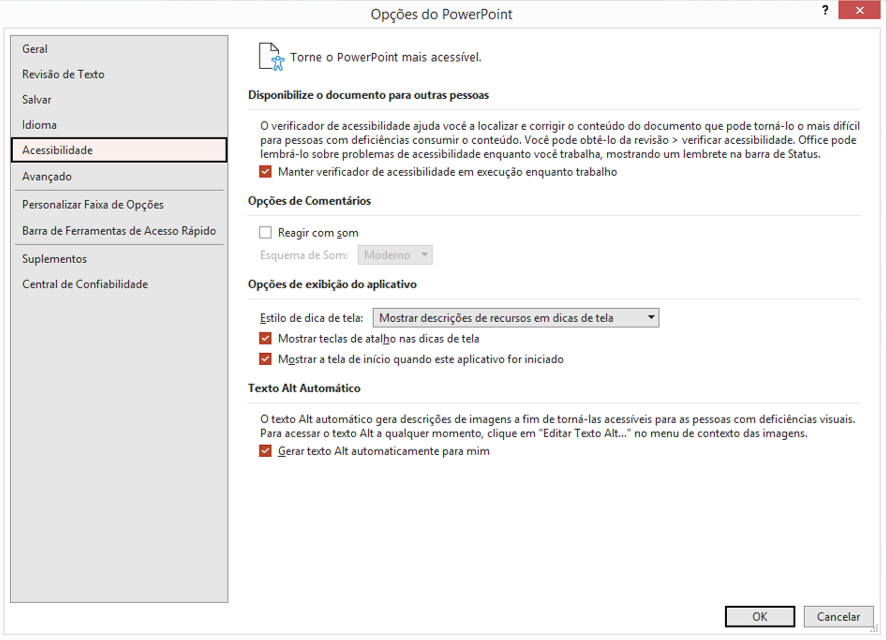 Opções do PowerPoint
?
Geral
Revisão de Texto
Salvar
Idioma
Acessibilidade
Avançado
Personalizar Faixa de Opções
Barra de Ferramentas de Acesso Rápido
Suplementos
Central de Confiabilidade
Torne o PowerPoint mais acessível.
Disponibilize o documento para outras pessoas
O verificador de acessibilidade ajuda você a localizar e corrigir o conteúdo do documento que pode torná-lo o mais difícil
para pessoas com deficiências consumir o conteúdo. Você pode obtê-lo da revisão > verificar acessibilidade. Office pode
lembrá-lo sobre problemas de acessibilidade enquanto você trabalha, mostrando um lembrete na barra de Status.
Manter verificador de acessibilidade em execução enquanto trabalho
Opções de Comentários
Reagir com som
Esquema de Som: Moderno
Opções de exibição do aplicativo
Estilo de dica de tela: Mostrar descrições de recursos em dicas de tela
Mostrar teclas de atalho nas dicas de tela
Mostrar a tela de início quando este aplicativo for iniciado
Texto Alt Automático
O texto Alt automático gera descrições de imagens a fim de torná-las acessíveis para as pessoas com deficiências visuais.
Para acessar o texto Alt a qualquer momento, clique em "Editar Texto Alt..." no menu de contexto das imagens.
Gerar texto Alt automaticamente para mim
OK
Cancelar